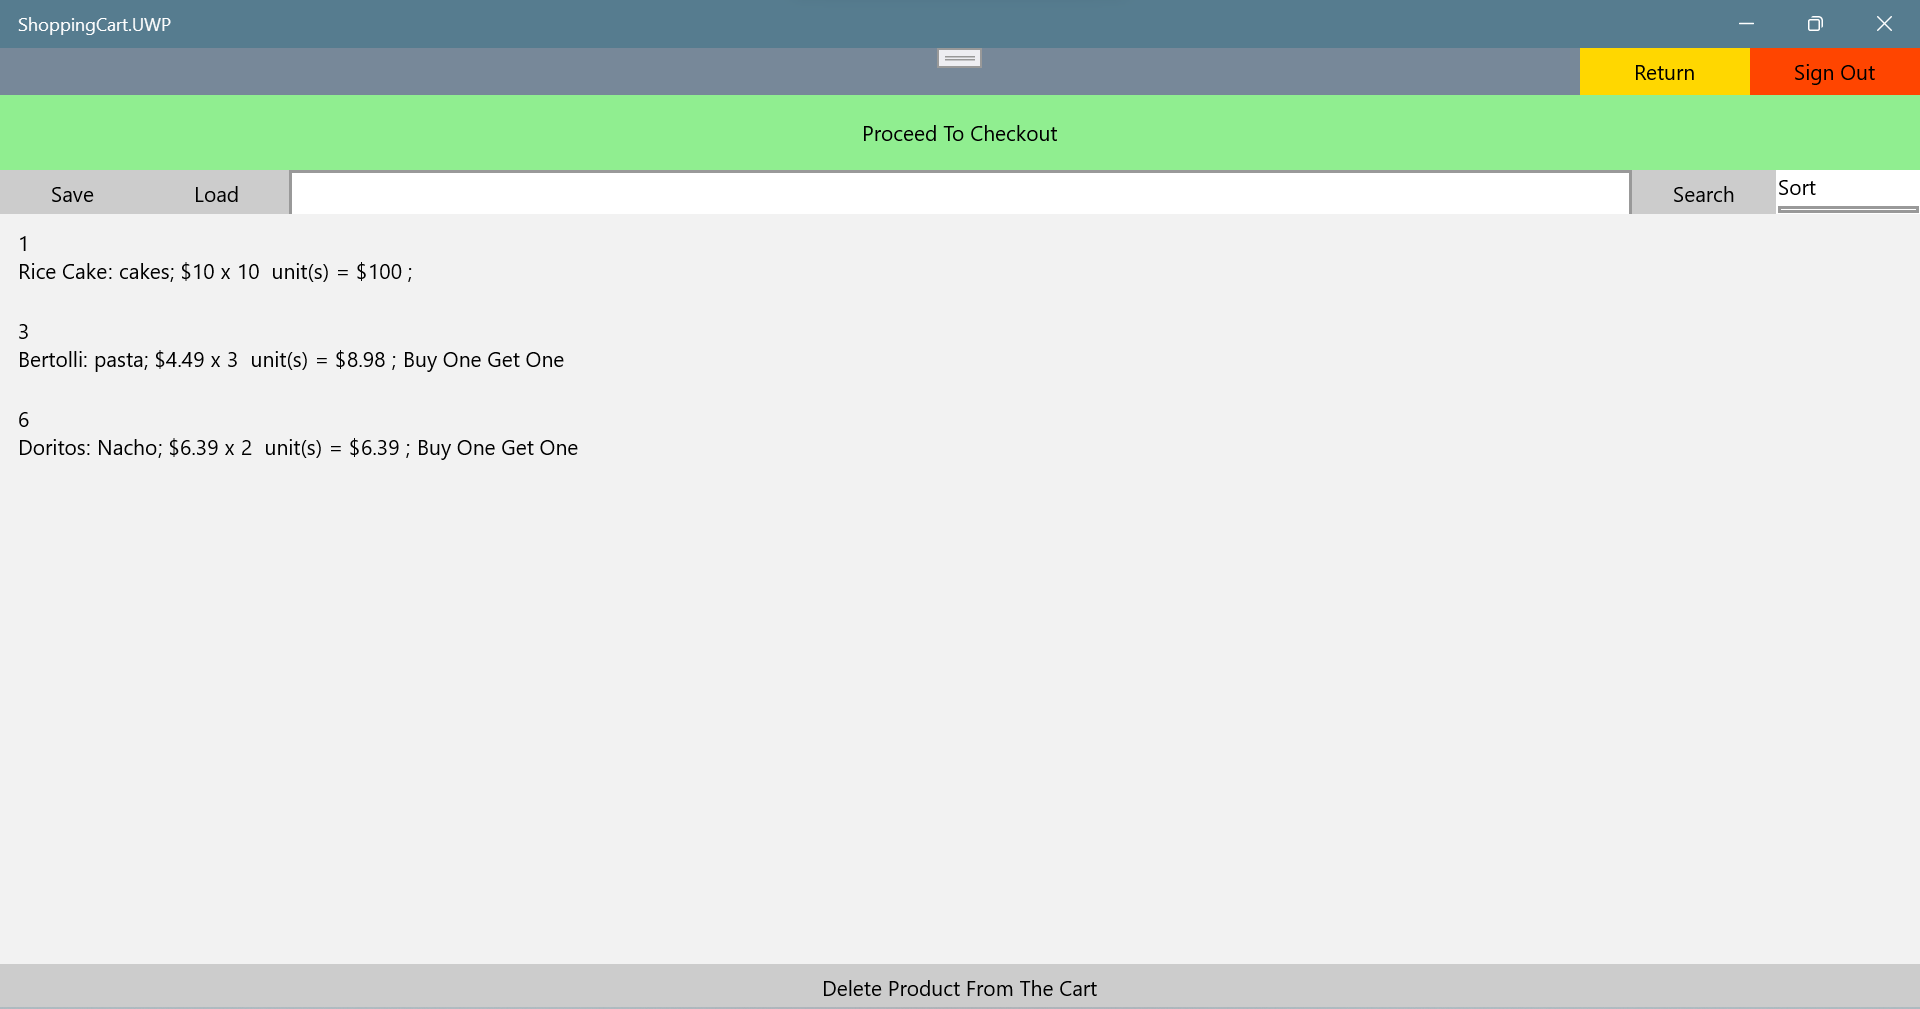 ShoppingCart.UWP
Return
Sign Out
Proceed To Checkout
Save
Load
Search
Sort
1
Rice Cake: cakes; $10 x 10  unit(s) = $100 ;
3
Bertolli: pasta; $4.49 x 3  unit(s) = $8.98 ; Buy One Get One
6
Doritos: Nacho; $6.39 x 2  unit(s) = $6.39 ; Buy One Get One
Delete Product From The Cart